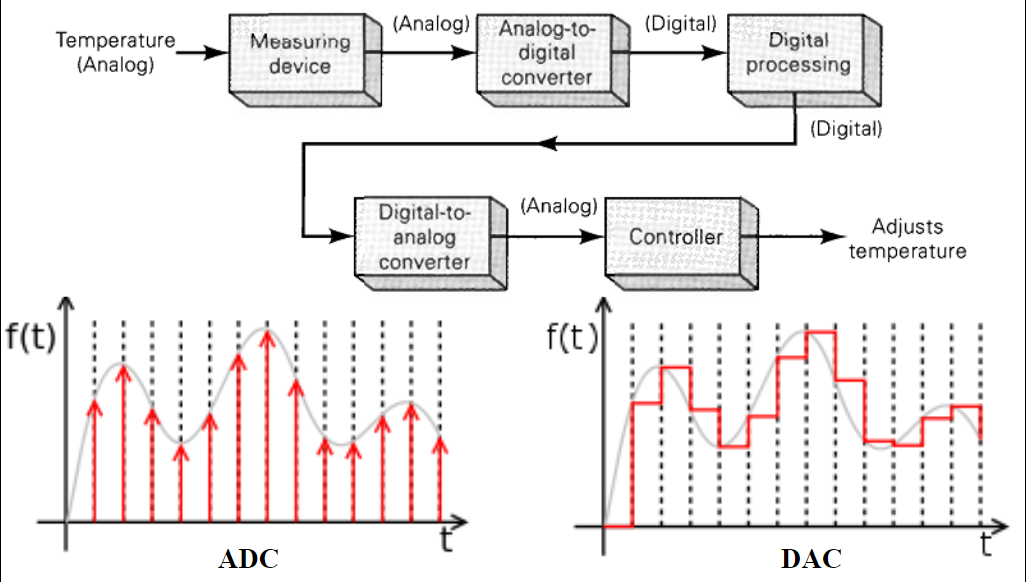 Temperature
(Analog)
Measuring
device
(Analog)
Analog-to-
digital
converter
(Digital)
Digital
processing
(Digital)
Digital-to-
analog
converter
(Analog)
Controller
Adjusts
temperature
f(t)
t
ADC
f(t)
t
DAC